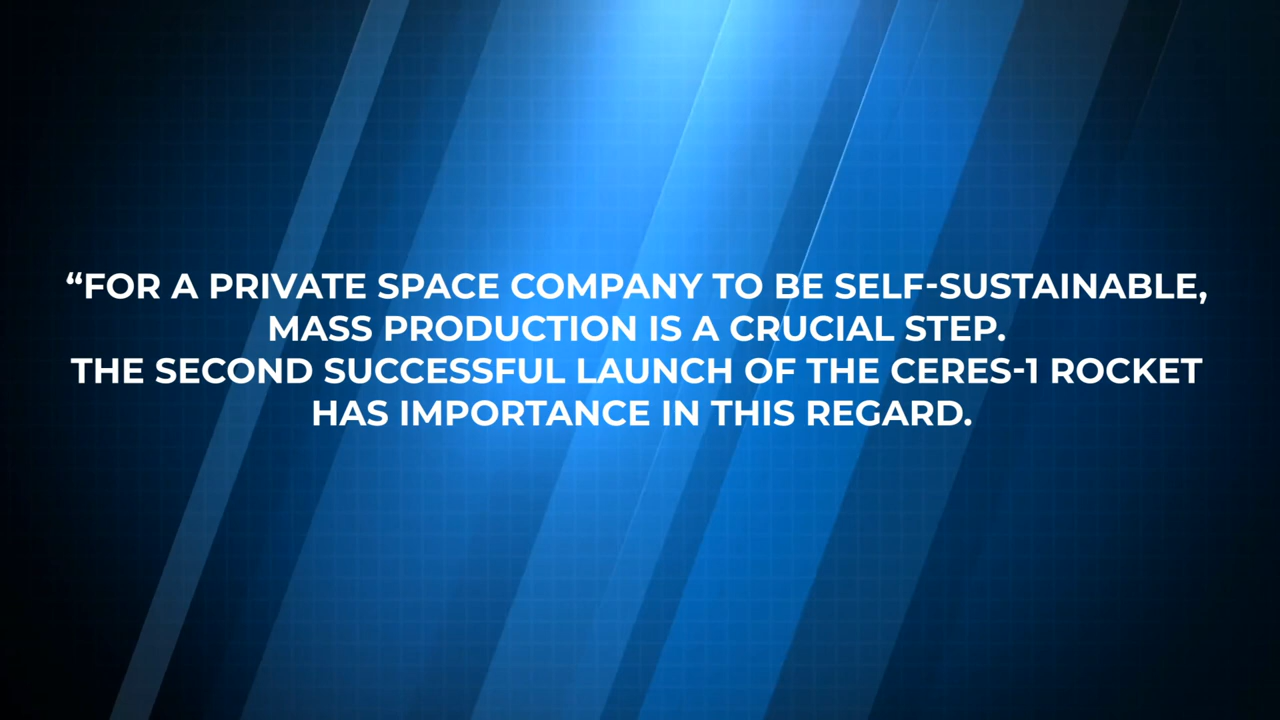 “FOR A PRIVATE SPACE COMPANY TO BE SELF-SUSTAINABLE,
MASS PRODUCTION IS A CRUCIAL STEP.
THE SECOND SUCCESSFUL LAUNCH OF THE CERES-1 ROCKET
HAS IMPORTANCE IN THIS REGARD.